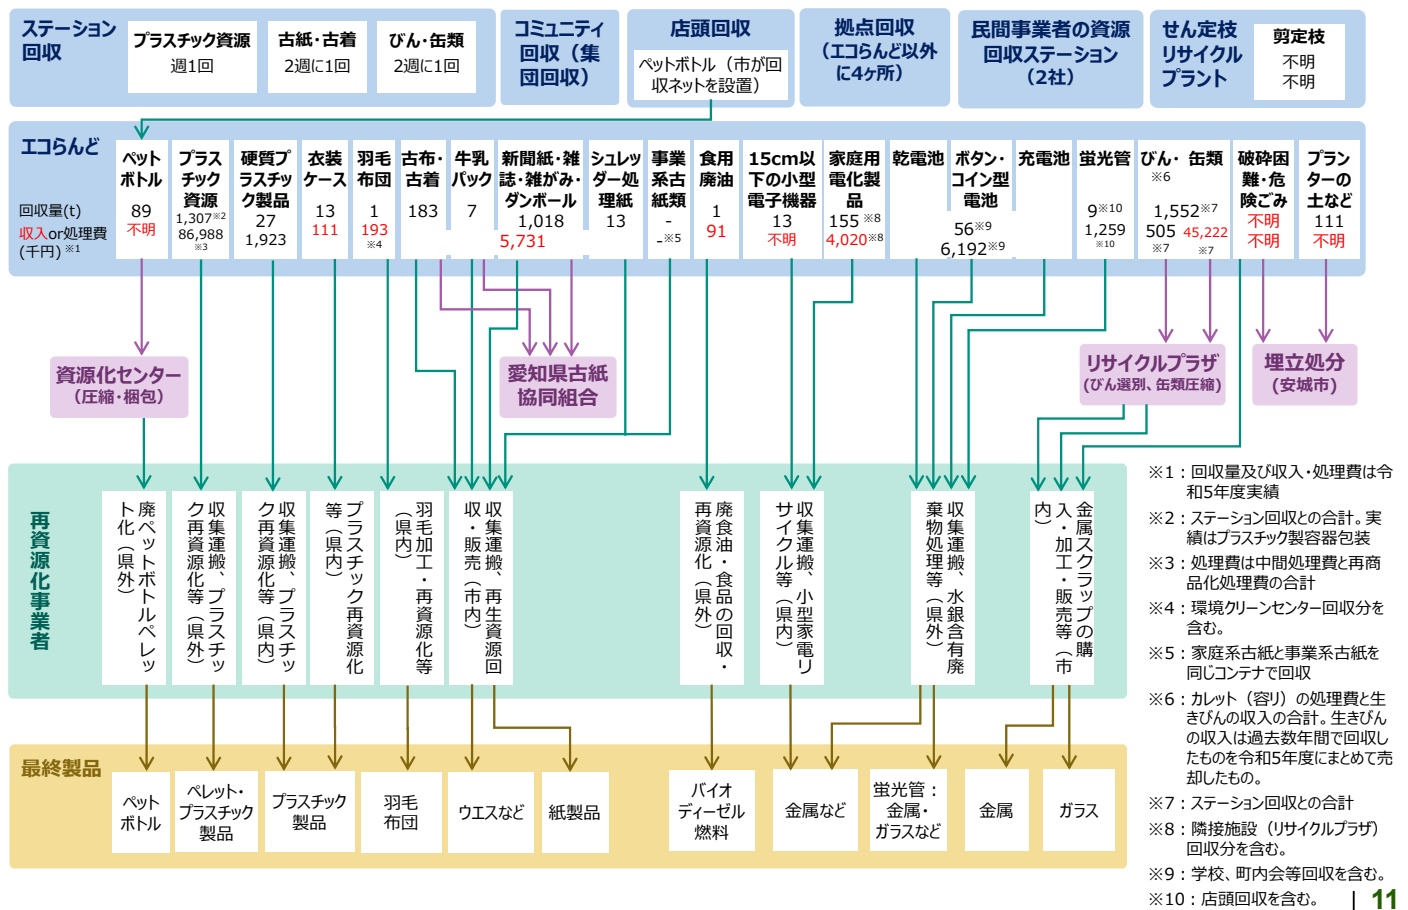 ステーション
回収
プラスチック資源
週1回
古紙・古着
2週に1回
びん・缶類
2週に1回
コミュニティ
回収（集
団回収）
店頭回収
ペットボトル（市が回
収ネットを設置）
拠点回収
（エコらんど以外
に4ヶ所）
民間事業者の資源
回収ステーション
（2社）
せん定枝
リサイクル
プラント
剪定枝
不明
不明
エコらんど
回収量(t)
収入or処理費
(千円) ※1
ペット
ボトル
89
不明
プラス
チック
資源
1,307※2
86,988
※3
硬質プ
ラスチッ
ク製品
27
1,923
衣装
ケース
13
111
羽毛
布団
1
193
※4
古布・
古着
183
牛乳
パック
7
新聞紙・雑
誌・雑がみ・
ダンボール
1,018
5,731
シュレッ
ダー処
理紙
13
事業
系古
紙類
-
-※5
食用
廃油
1
91
15cm以
下の小型
電子機器
13
不明
家庭用
電化製
品
155 ※8
4,020※8
乾電池
ボタン・
コイン型
電池
56※9
6,192※9
充電池
蛍光管
9※10
1,259
※10
びん・ 缶類
※6
1,552※7
505 45,222
※7 ※7
破砕困
難・危
険ごみ
不明
不明
プラン
ターの
土など
111
不明
資源化センター
（圧縮・梱包）
愛知県古紙
協同組合
リサイクルプラザ
(びん選別、缶類圧縮)
埋立処分
(安城市)
再資源化事業者
廃ペットボトルペレッ
ト化（県外）
収集運搬、プラスチッ
ク再資源化等（県外）
収集運搬、プラスチッ
ク再資源化等（県内）
プラスチック再資源化
等（県内）
羽毛加工・再資源化等
（県内）
収集運搬、再生資源回
収・販売（市内）
廃食油・食品の回収・
再資源化（県外）
収集運搬、小型家電リ
サイクル等（県内）
収集運搬、水銀含有廃
棄物処理等（県外）
金属スクラップの購
入・加工・販売等（市
内）
最終製品
ペット
ボトル
ペレット・
プラスチック
製品
プラスチック
製品
羽毛
布団
ウエスなど
紙製品
バイオ
ディーゼル
燃料
金属など
蛍光管：
金属・
ガラスなど
金属
ガラス
※1：回収量及び収入・処理費は令
和5年度実績
※2：ステーション回収との合計。実
績はプラスチック製容器包装
※3：処理費は中間処理費と再商
品化処理費の合計
※4：環境クリーンセンター回収分を
含む。
※5：家庭系古紙と事業系古紙を
同じコンテナで回収
※6：カレット（容リ）の処理費と生
きびんの収入の合計。生きびん
の収入は過去数年間で回収し
たものを令和5年度にまとめて売
却したもの。
※7：ステーション回収との合計
※8：隣接施設（リサイクルプラザ）
回収分を含む。
※9：学校、町内会等回収を含む。
※10：店頭回収を含む。
| 11